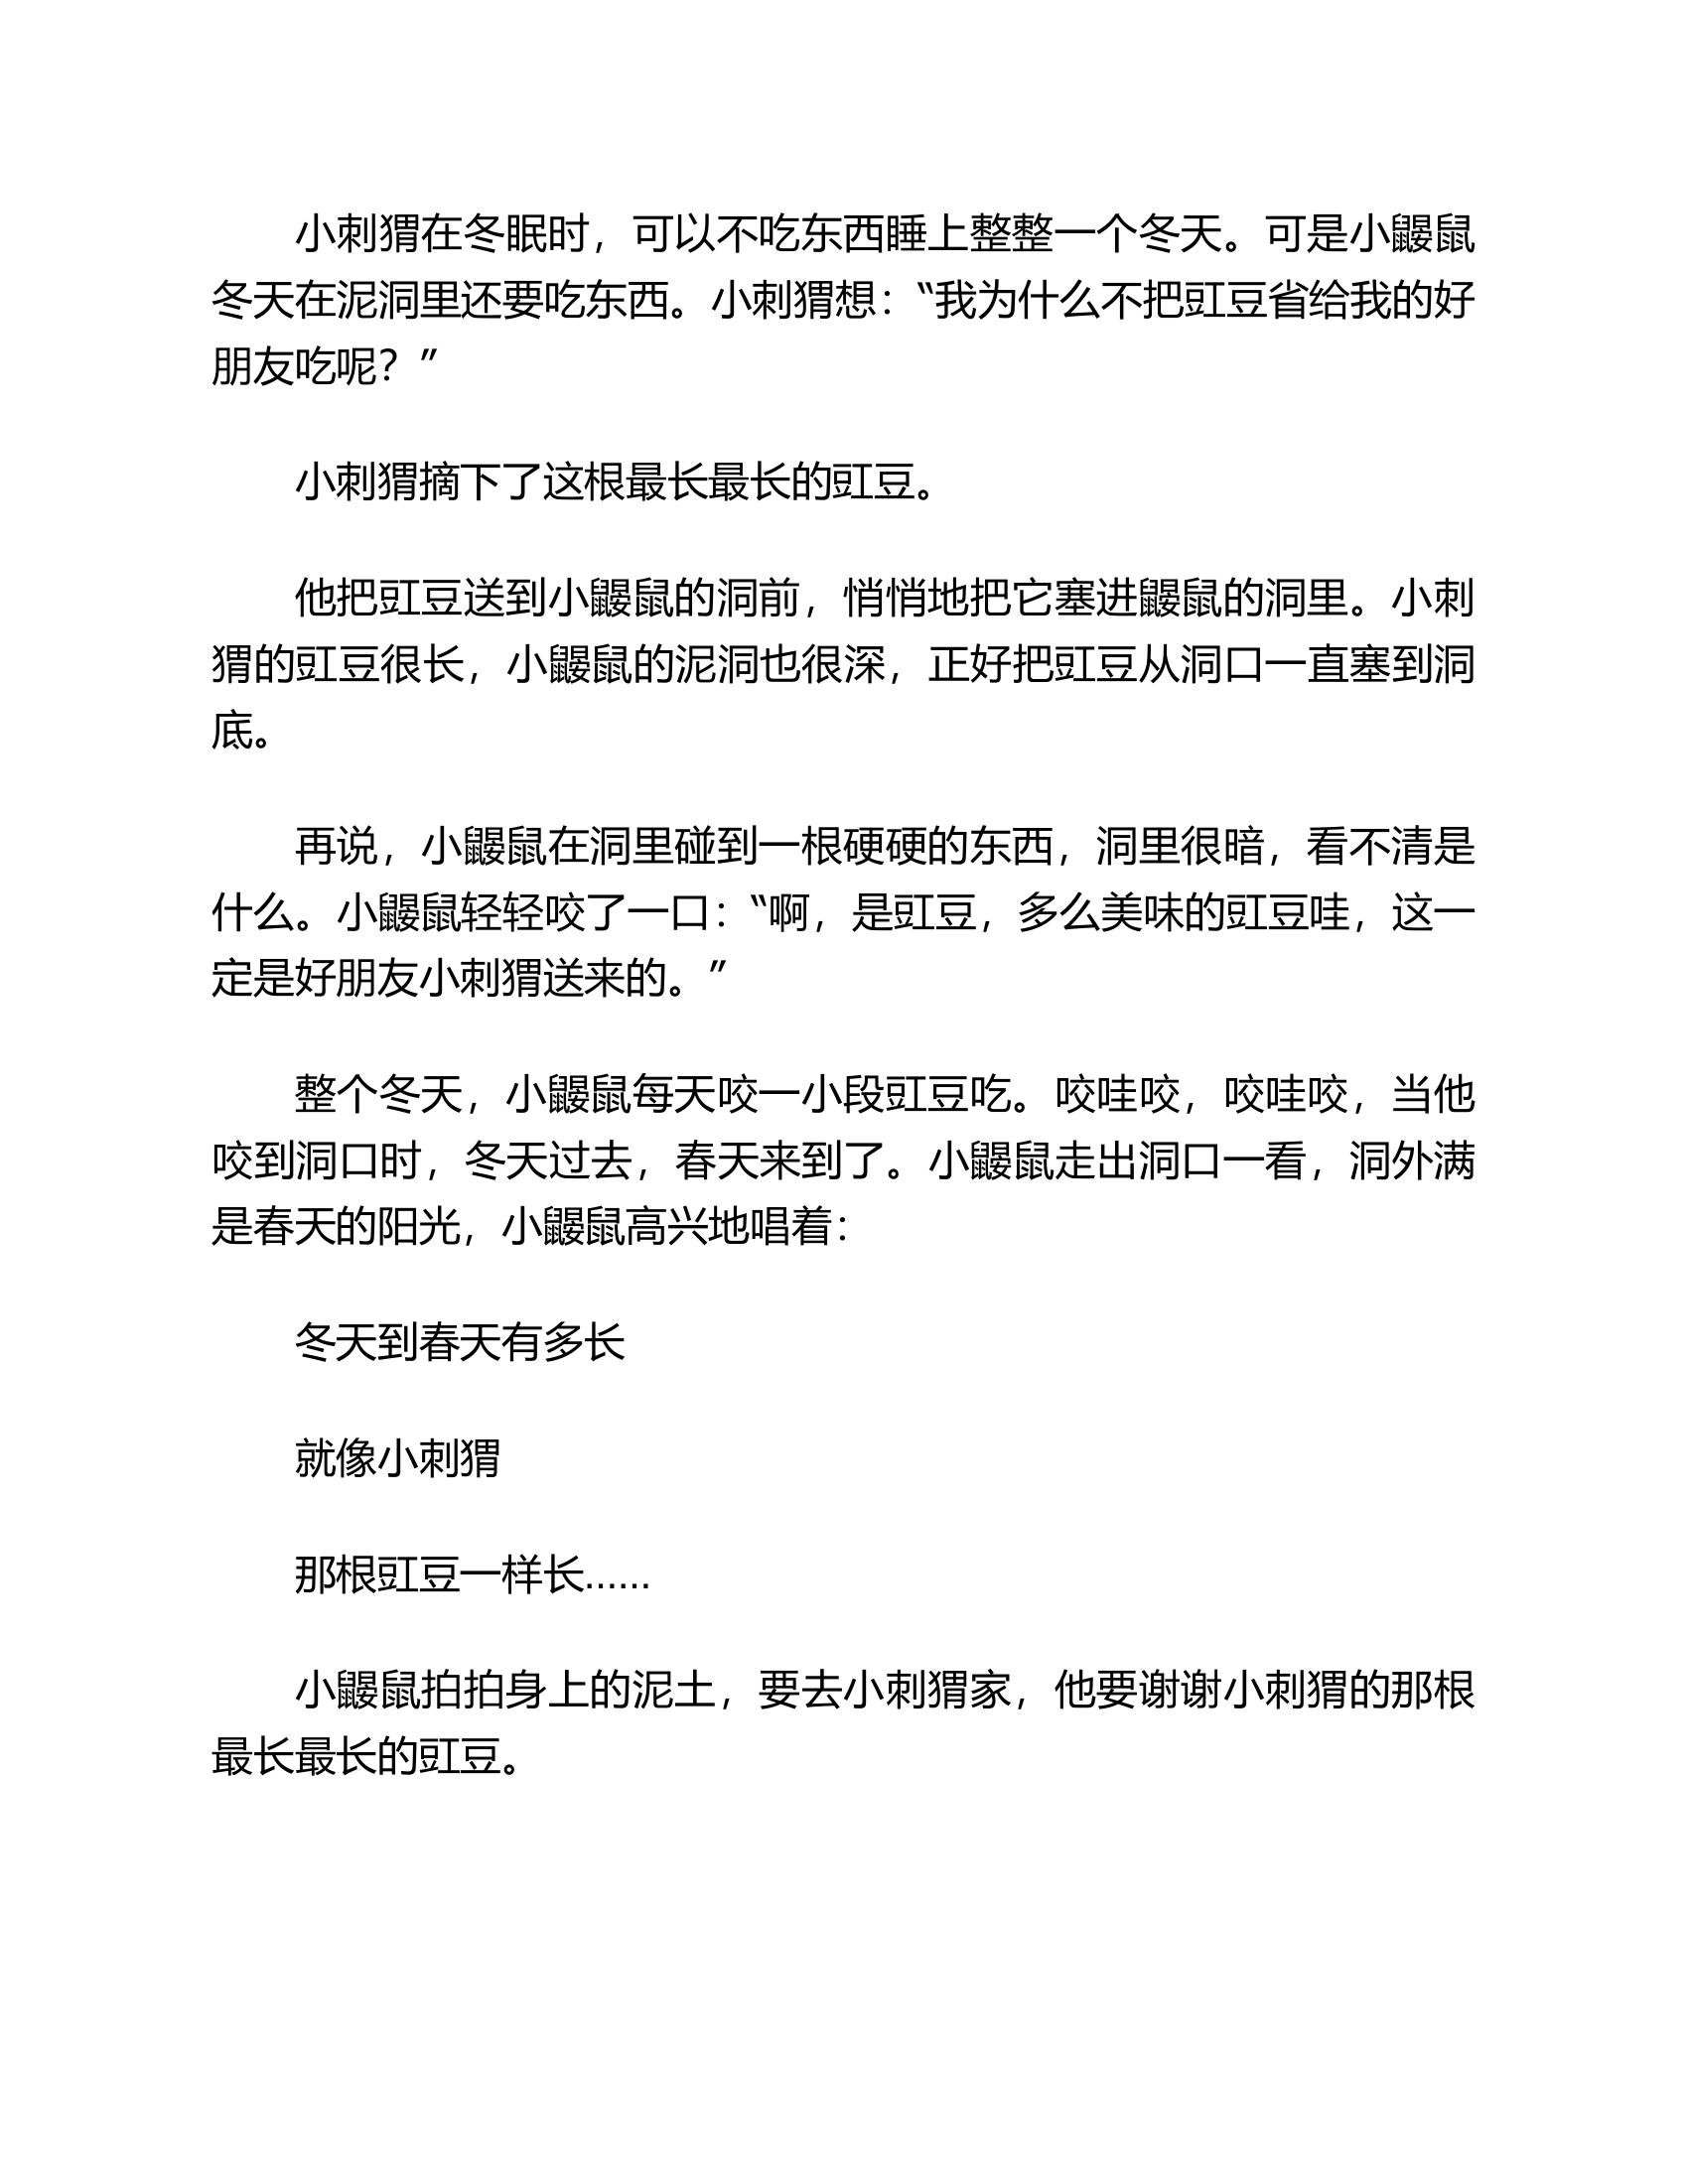 小刺猬在冬眠时，可以不吃东西睡上整整一个冬天。可是小鼹鼠
冬天在泥洞里还要吃东西。小刺猬想：“我为什么不把豇豆省给我的好
朋友吃呢？”
小刺猬摘下了这根最长最长的豇豆。
他把豇豆送到小鼹鼠的洞前，悄悄地把它塞进鼹鼠的洞里。小刺
猬的豇豆很长，小鼹鼠的泥洞也很深，正好把豇豆从洞口一直塞到洞
底。
再说，小鼹鼠在洞里碰到一根硬硬的东西，洞里很暗，看不清是
什么。小鼹鼠轻轻咬了一口：“啊，是豇豆，多么美味的豇豆哇，这一
定是好朋友小刺猬送来的。”
整个冬天，小鼹鼠每天咬一小段豇豆吃。咬哇咬，咬哇咬，当他
咬到洞口时，冬天过去，春天来到了。小鼹鼠走出洞口一看，洞外满
是春天的阳光，小鼹鼠高兴地唱着：
冬天到春天有多长
就像小刺猬
那根豇豆一样长……
小鼹鼠拍拍身上的泥土，要去小刺猬家，他要谢谢小刺猬的那根
最长最长的豇豆。